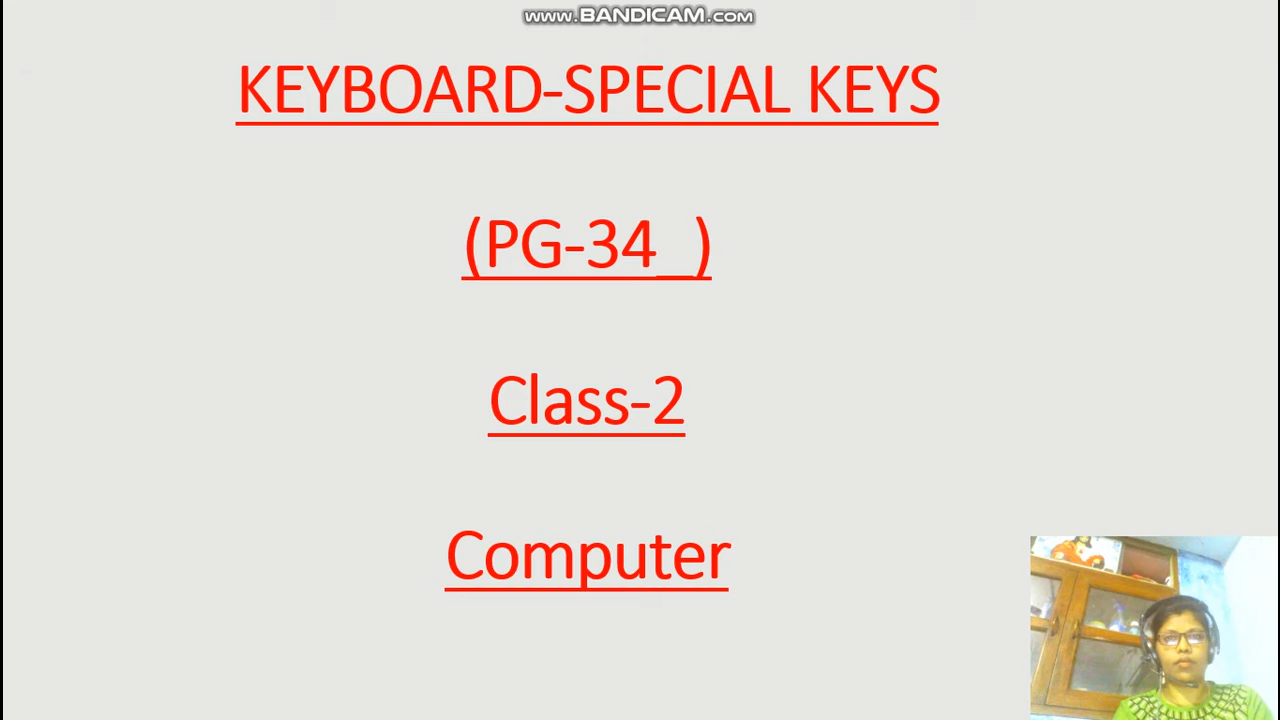 www.BANDICAM.com
KEYBOARD-SPECIAL KEYS
(PG-34_)
Class-2
Computer